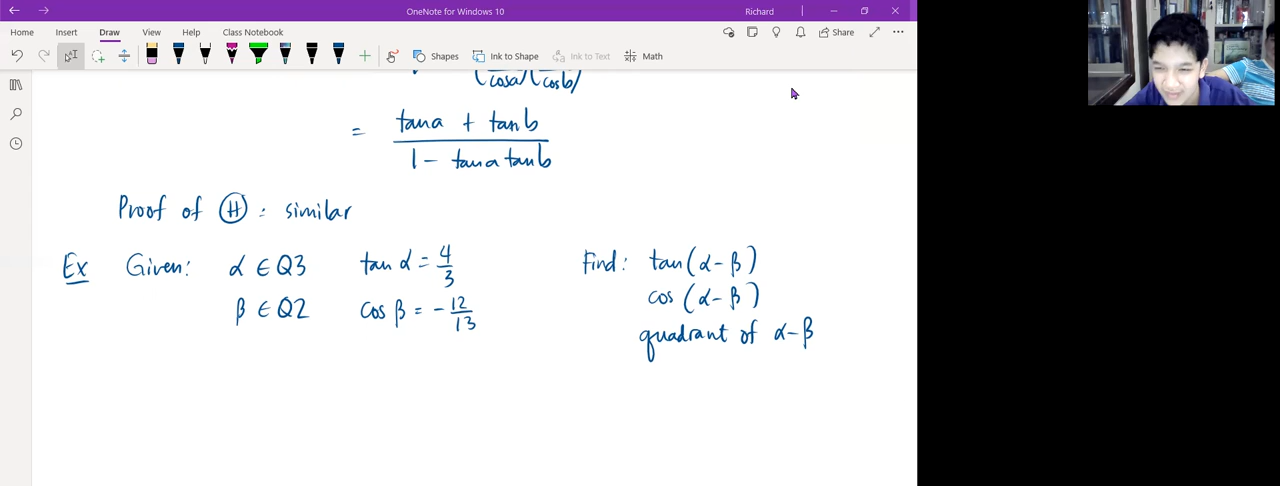 OneNote for Windows 10
Richard
Home Insert Draw View Help Class Notebook
Share
Shapes Ink to Shape Ink to Text Math
(cosa)(cosb)
= tana + tanb
1 - tana tanb
Proof of (H) : similar
Ex Given: α ∈ Q3 tan α = 4/3 Find: tan(α-β)
β ∈ Q2 cos β = -12/13 cos(α-β)
quadrant of α-β